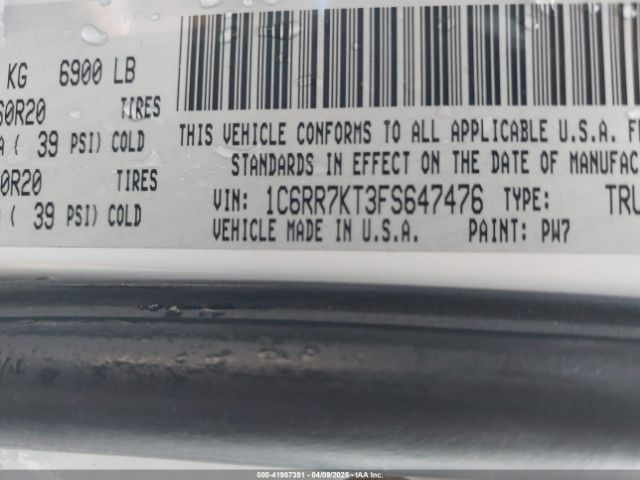 KG 6900 LB
60R20 TIRES
( 39 PSI) COLD
0R20 TIRES
( 39 PSI) COLD
THIS VEHICLE CONFORMS TO ALL APPLICABLE U.S.A. F
STANDARDS IN EFFECT ON THE DATE OF MANUFAC
VIN: 1C6RR7KT3FS647476 TYPE: TRU
VEHICLE MADE IN U.S.A. PAINT: PW7
000-41987391 - 04/09/2025 - IAA Inc.